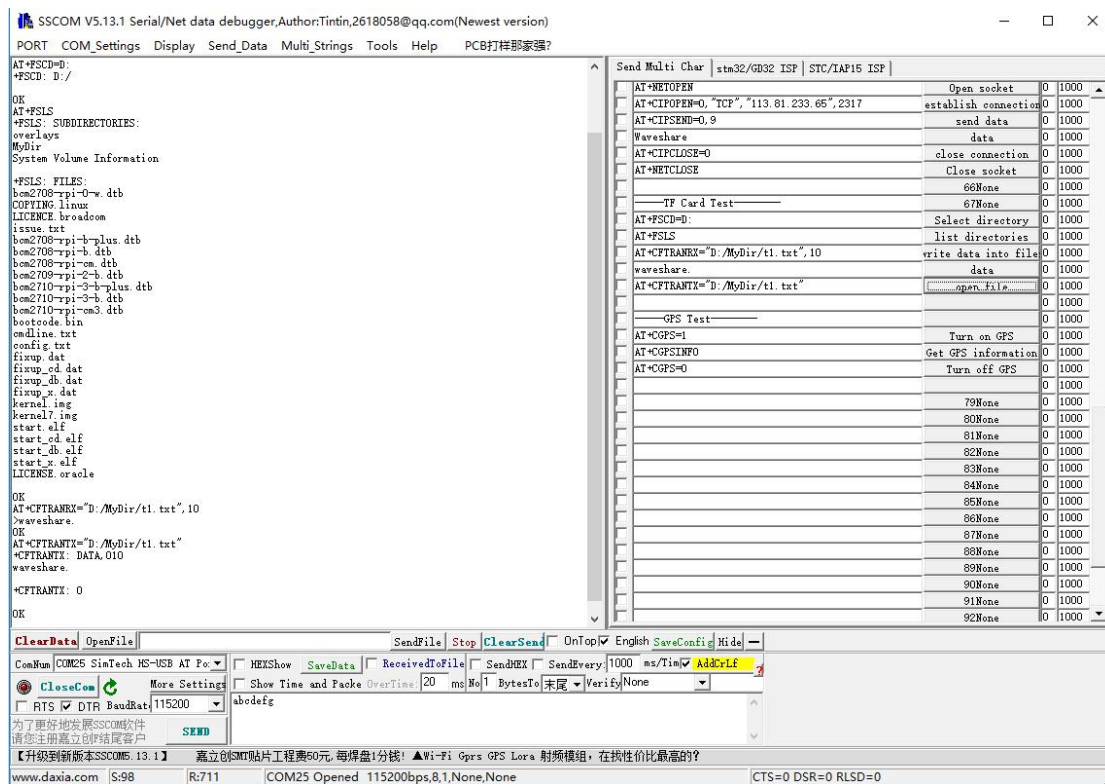 SSCOM V5.13.1 Serial/Net data debugger,Author:Tintin,2618058@qq.com(Newest version)
PORT COM_Settings Display Send_Data Multi_Strings Tools Help PCB打样那家强?
AT+FSCD=D:
+FSCD: D:/
OK
AT+FSLS
+FSLS: SUBDIRECTORIES:
overlays
MyDir
System Volume Information
+FSLS: FILES:
bcm2708-rpi-0-w.dtb
COPYING.linux
LICENCE.broadcom
issue.txt
bcm2708-rpi-b-plus.dtb
bcm2708-rpi-b.dtb
bcm2708-rpi-cm.dtb
bcm2709-rpi-2-b.dtb
bcm2710-rpi-3-b-plus.dtb
bcm2710-rpi-3-b.dtb
bcm2710-rpi-cm3.dtb
bootcode.bin
cmdline.txt
config.txt
fixup.dat
fixup_cd.dat
fixup_db.dat
fixup_x.dat
kernel.img
kernel7.img
start.elf
start_cd.elf
start_db.elf
start_x.elf
LICENSE.oracle
OK
AT+CFTRANRX="D:/MyDir/t1.txt",10
>waveshare.
OK
AT+CFTRANTX="D:/MyDir/t1.txt"
+CFTRANTX: DATA,010
waveshare.
+CFTRANTX: 0
OK
Send Multi Char stm32/GD32 ISP STC/IAP15 ISP
AT+NETOPEN Open socket 0 1000
AT+CIPOPEN=0,"TCP","113.81.233.65",2317 establish connection 0 1000
AT+CIPSEND=0,9 send data 0 1000
Waveshare data 0 1000
AT+CIPCLOSE=0 close connection 0 1000
AT+NETCLOSE Close socket 0 1000
66None 0 1000
——TF Card Test—— 67None 0 1000
AT+FSCD=D: Select directory 0 1000
AT+FSLS list directories 0 1000
AT+CFTRANRX="D:/MyDir/t1.txt",10 write data into file 0 1000
waveshare. data 0 1000
AT+CFTRANTX="D:/MyDir/t1.txt" open file 0 1000
0 1000
——GPS Test—— 0 1000
AT+CGPS=1 Turn on GPS 0 1000
AT+CGPSINFO Get GPS information 0 1000
AT+CGPS=0 Turn off GPS 0 1000
0 1000
79None 0 1000
80None 0 1000
81None 0 1000
82None 0 1000
83None 0 1000
84None 0 1000
85None 0 1000
86None 0 1000
87None 0 1000
88None 0 1000
89None 0 1000
90None 0 1000
91None 0 1000
92None 0 1000
ClearData OpenFile SendFile Stop ClearSend OnTop English SaveConfig Hide —
ComNum COM25 SimTech HS-USB AT Po: HEXShow SaveData ReceivedToFile SendHEX SendEvery: 1000 ms/Tim AddCrLf ?
CloseCom More Settings Show Time and Packe OverTime: 20 ms No 1 BytesTo 末尾 Verify None
RTS DTR BaudRat: 115200 abcdefg
为了更好地发展SSCOM软件
请您注册嘉立创F结尾客户 SEND
【升级到新版本SSCOM5.13.1】 嘉立创SMT贴片工程费50元,每焊盘1分钱! ▲Wi-Fi Gprs GPS Lora 射频模组, 在找性价比最高的?
www.daxia.com S:98 R:711 COM25 Opened 115200bps,8,1,None,None CTS=0 DSR=0 RLSD=0